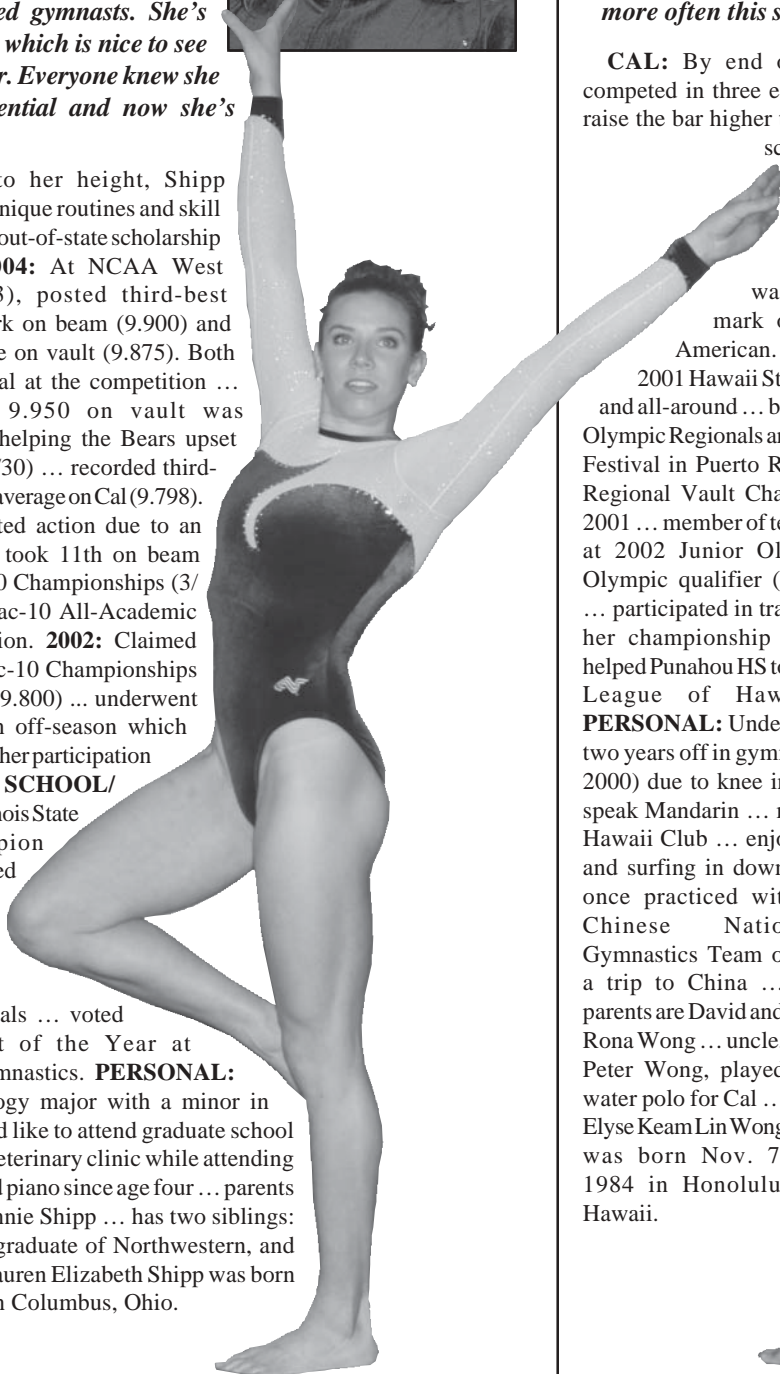 ed gymnasts. She's
which is nice to see
r. Everyone knew she
ential and now she's
to her height, Shipp
nique routines and skill
out-of-state scholarship
004: At NCAA West
3), posted third-best
rk on beam (9.900) and
e on vault (9.875). Both
al at the competition …
9.950 on vault was
helping the Bears upset
/30) … recorded third-
average on Cal (9.798).
ted action due to an
took 11th on beam
0 Championships (3/
ac-10 All-Academic
ion. 2002: Claimed
c-10 Championships
9.800) ... underwent
n off-season which
her participation
SCHOOL/
nois State
pion
ed
als … voted
t of the Year at
mnastics. PERSONAL:
ogy major with a minor in
d like to attend graduate school
eterinary clinic while attending
d piano since age four … parents
nnie Shipp … has two siblings:
graduate of Northwestern, and
auren Elizabeth Shipp was born
n Columbus, Ohio.
more often this s
CAL: By end o
competed in three e
raise the bar higher
sc
wa
mark o
American.
2001 Hawaii St
and all-around … b
Olympic Regionals an
Festival in Puerto R
Regional Vault Cha
2001 … member of te
at 2002 Junior Ol
Olympic qualifier (
… participated in tra
her championship
helped Punahou HS to
League of Haw
PERSONAL: Unde
two years off in gymn
2000) due to knee in
speak Mandarin … m
Hawaii Club … enjo
and surfing in down
once practiced wit
Chinese Natio
Gymnastics Team o
a trip to China …
parents are David and
Rona Wong … uncle
Peter Wong, played
water polo for Cal …
Elyse Keam Lin Wong
was born Nov. 7
1984 in Honolulu
Hawaii.